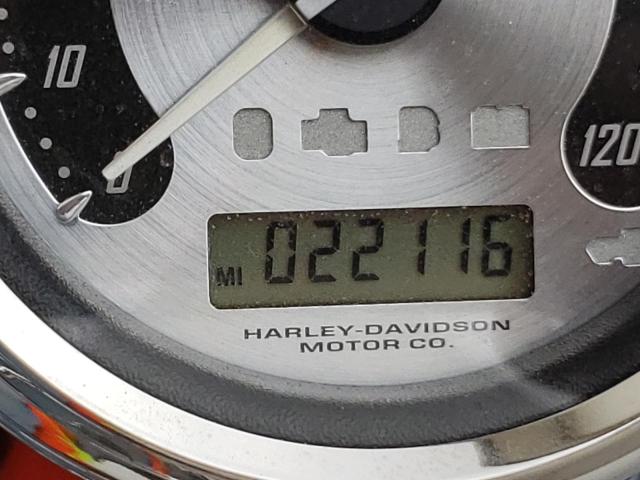 10
0
120
MI 022116
HARLEY-DAVIDSON
MOTOR CO.